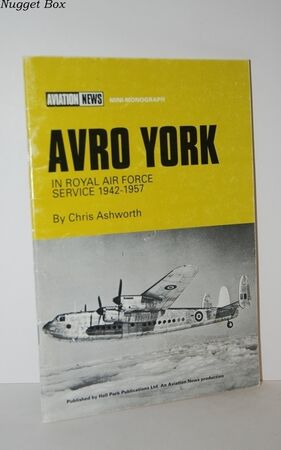 Nugget Box
AVIATION NEWS MINI-MONOGRAPH
AVRO YORK
IN ROYAL AIR FORCE
SERVICE 1942-1957
By Chris Ashworth
Published by Hall Park Publications Ltd. An Aviation News production